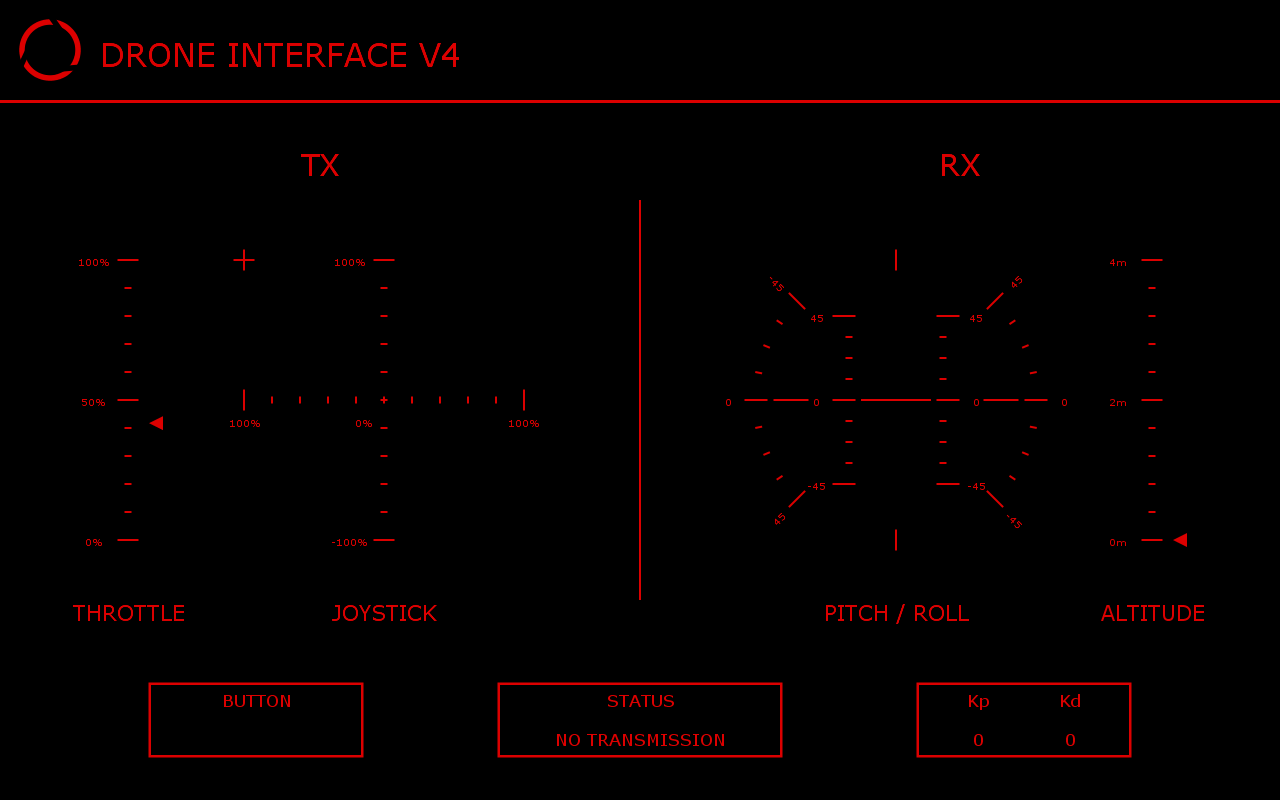 DRONE INTERFACE V4
TX
RX
100%
50%
0%
THROTTLE
100%
100%
0%
100%
-100%
JOYSTICK
-45
45
45
45
0
0
0
0
-45
-45
45
-45
PITCH / ROLL
4m
2m
0m
ALTITUDE
BUTTON
STATUS
NO TRANSMISSION
Kp Kd
0 0